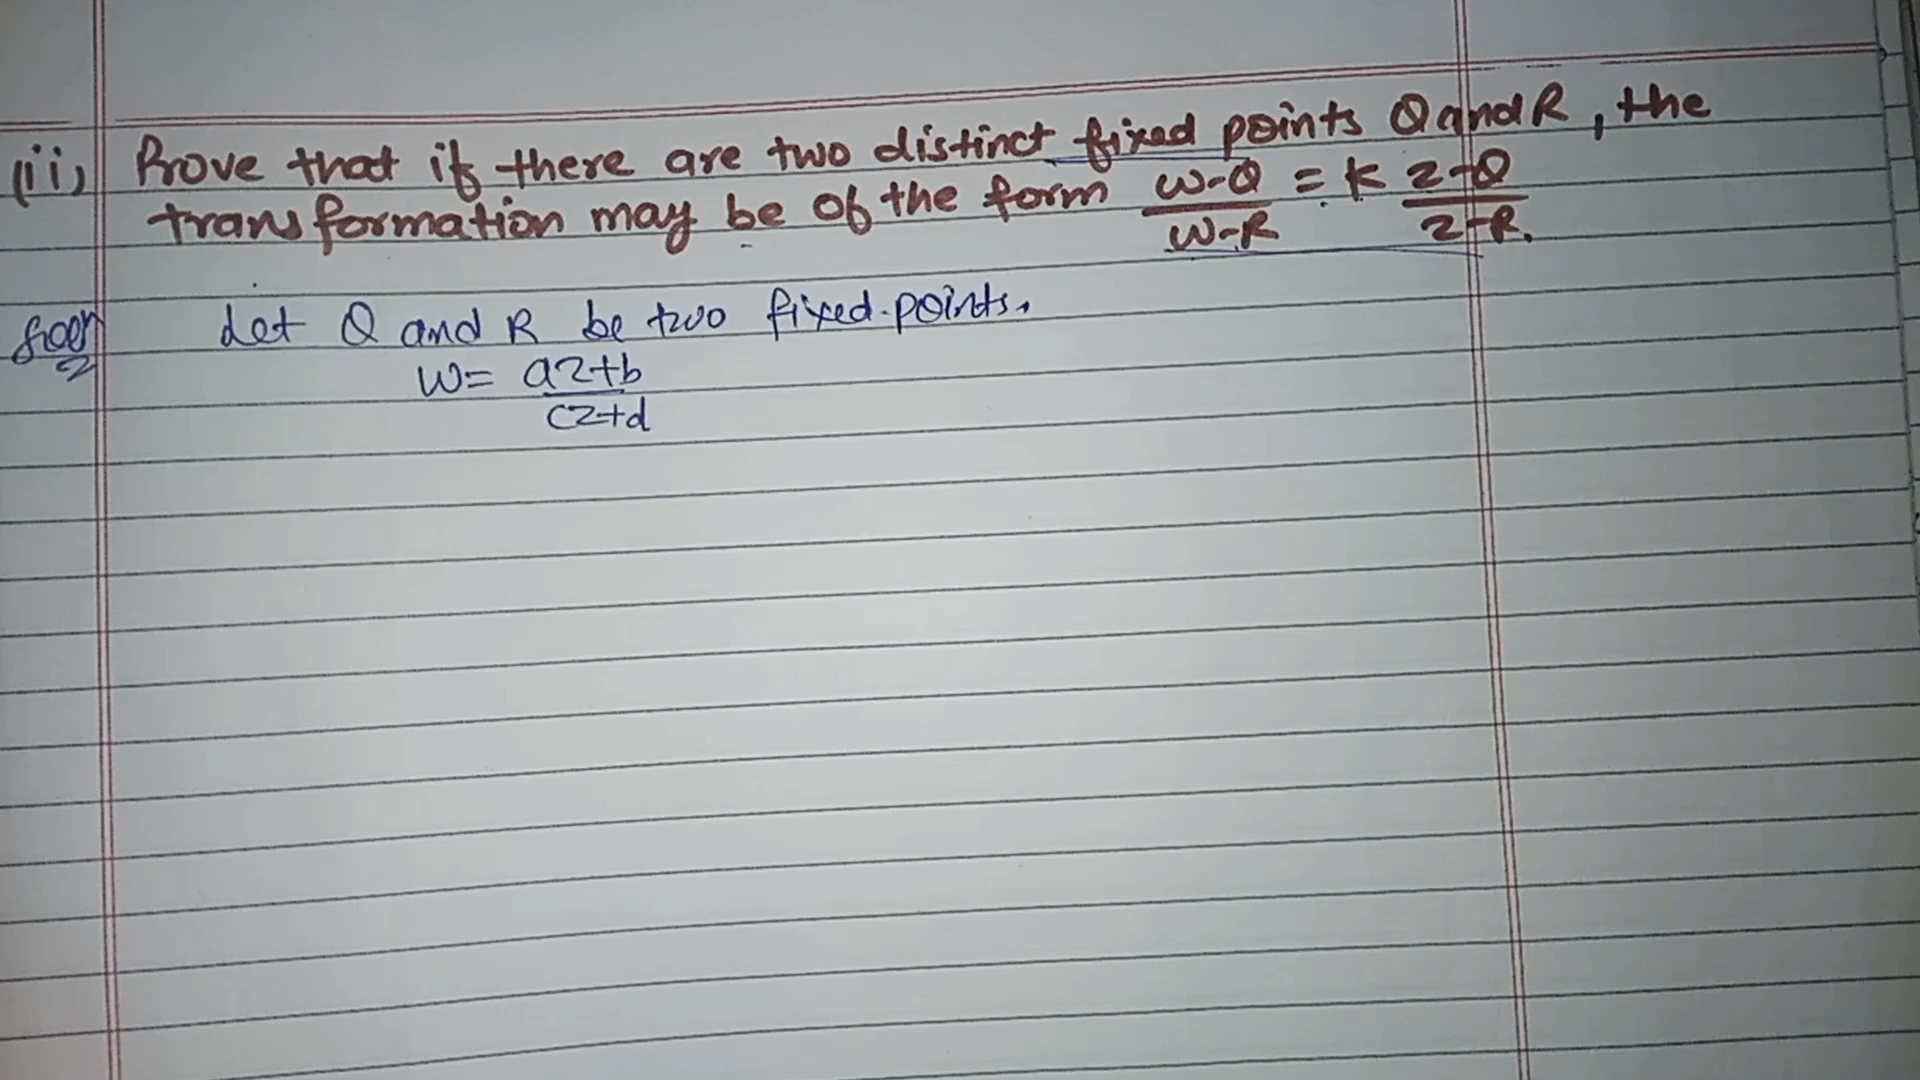 (ii) Prove that if there are two distinct fixed points Q and R, the
transformation may be of the form w-Q/w-R = k z-Q/z-R.
Soln Let Q and R be two fixed points.
w = az+b/cz+d